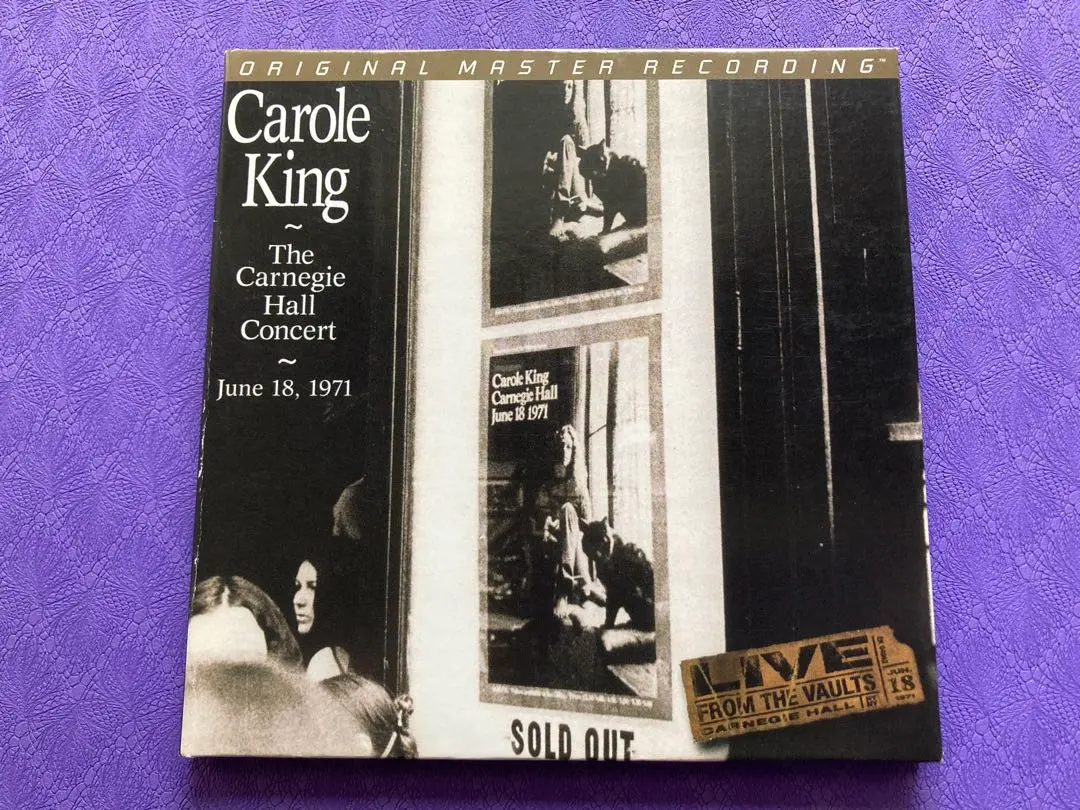 ORIGINAL MASTER RECORDING™
Carole
King
~
The
Carnegie
Hall
Concert
~
June 18, 1971
Carole King
Carnegie Hall
June 18 1971
LIVE
FROM THE VAULTS
CARNEGIE HALL
NY
JUN.
18
1971
SOLD OUT